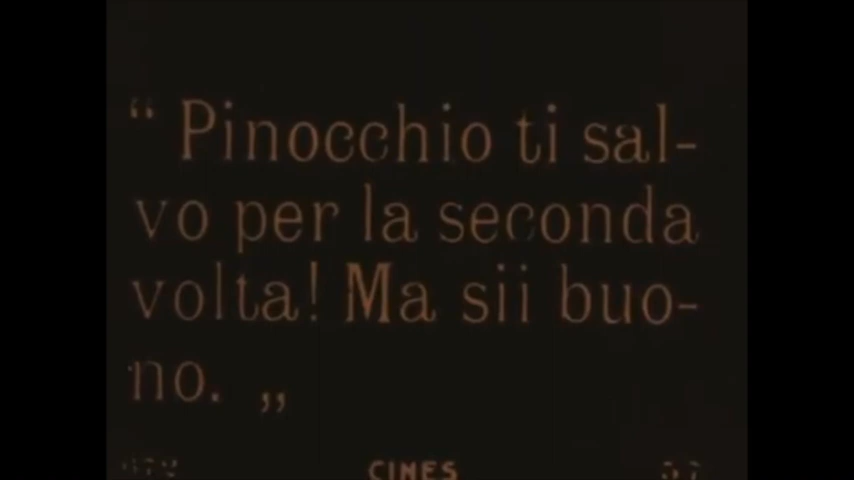 “ Pinocchio ti sal-
vo per la seconda
volta! Ma sii buo-
no. „
CINES